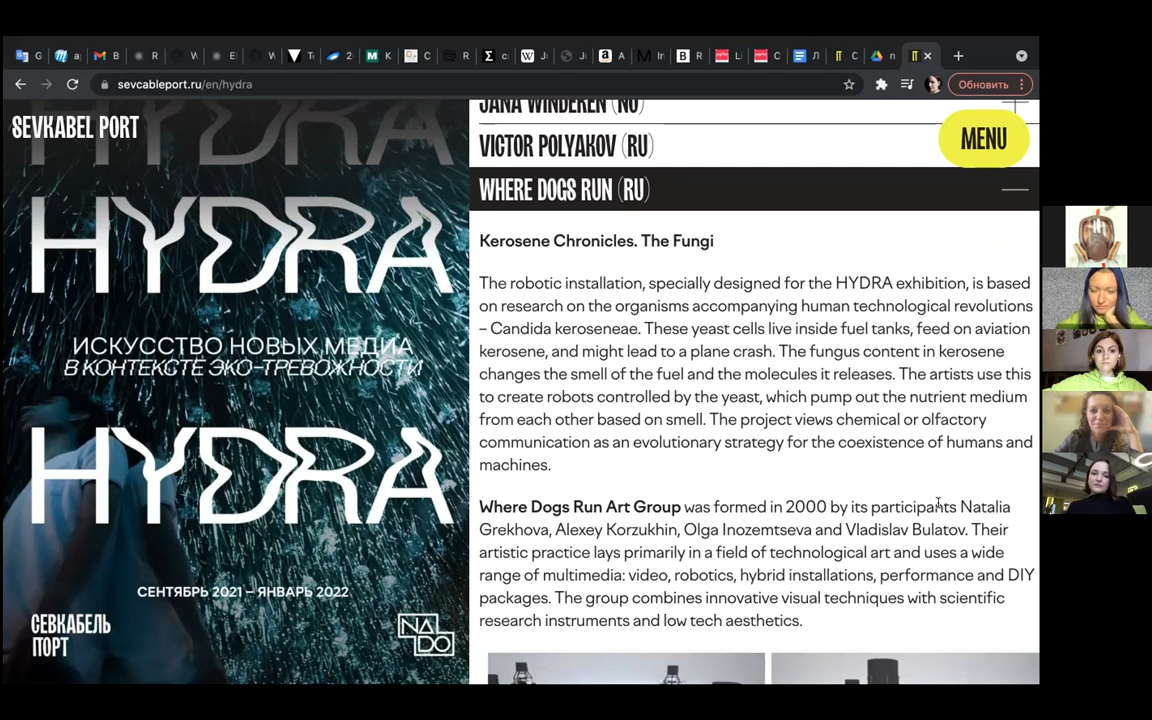 G
a
B
R
W
E
W
T
2
K
C
R
c
J
J
A
In
R
Li
C
Л
C
n
sevcableport.ru/en/hydra
Обновить
SEVKABEL PORT
HYDRA
ИСКУССТВО НОВЫХ МЕДИА
В КОНТЕКСТЕ ЭКО-ТРЕВОЖНОСТИ
HYDRA
СЕНТЯБРЬ 2021 – ЯНВАРЬ 2022
СЕВКАБЕЛЬ
ПОРТ
NA
DO
JANA WINDEREN (NO)
VICTOR POLYAKOV (RU)
MENU
WHERE DOGS RUN (RU)
Kerosene Chronicles. The Fungi
The robotic installation, specially designed for the HYDRA exhibition, is based
on research on the organisms accompanying human technological revolutions
– Candida keroseneae. These yeast cells live inside fuel tanks, feed on aviation
kerosene, and might lead to a plane crash. The fungus content in kerosene
changes the smell of the fuel and the molecules it releases. The artists use this
to create robots controlled by the yeast, which pump out the nutrient medium
from each other based on smell. The project views chemical or olfactory
communication as an evolutionary strategy for the coexistence of humans and
machines.
Where Dogs Run Art Group was formed in 2000 by its participants Natalia
Grekhova, Alexey Korzukhin, Olga Inozemtseva and Vladislav Bulatov. Their
artistic practice lays primarily in a field of technological art and uses a wide
range of multimedia: video, robotics, hybrid installations, performance and DIY
packages. The group combines innovative visual techniques with scientific
research instruments and low tech aesthetics.